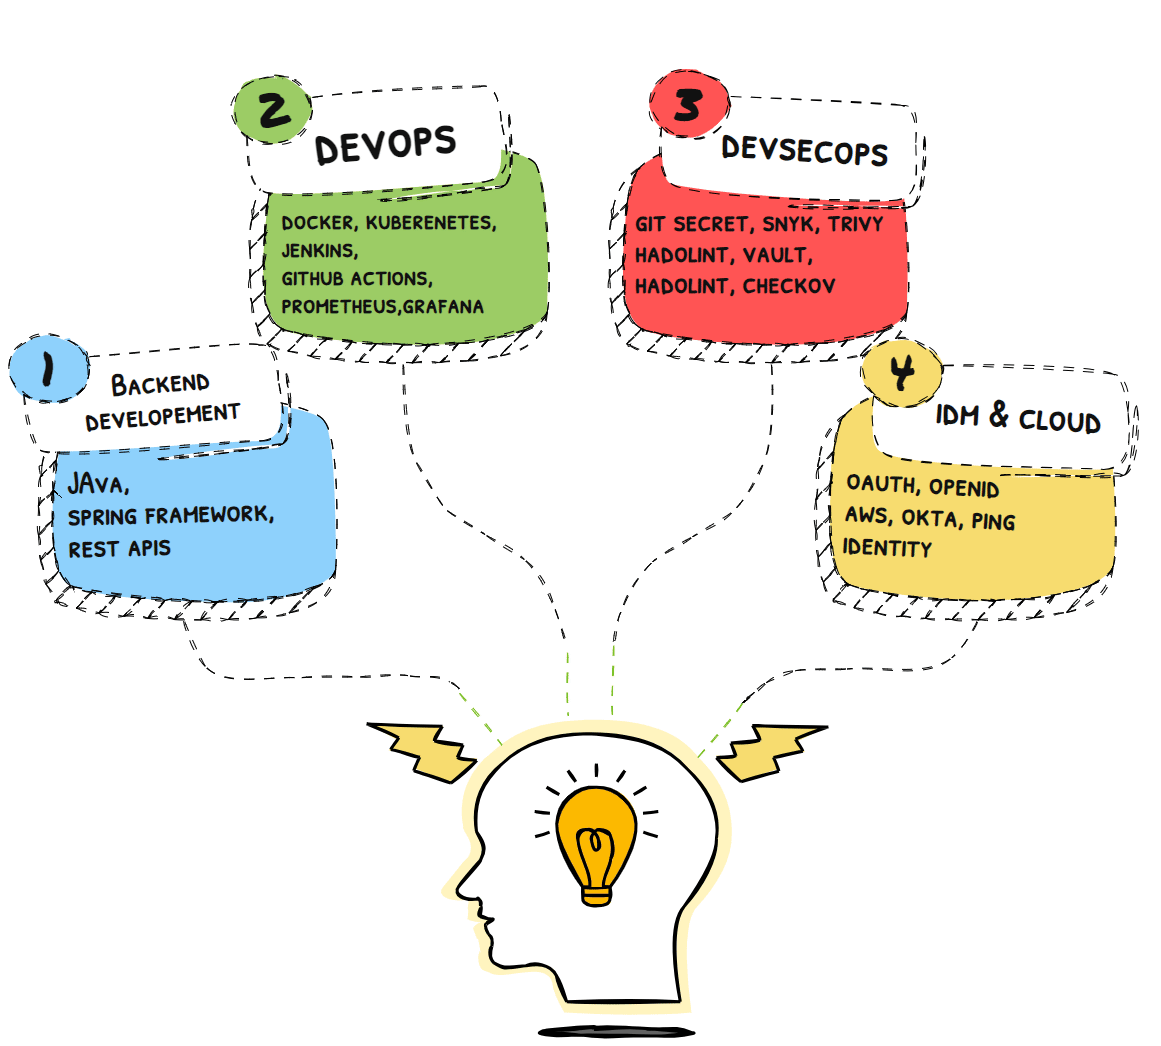 2
DEVOPS
DOCKER, KUBERENETES,
JENKINS,
GITHUB ACTIONS,
PROMETHEUS,GRAFANA
3
DEVSECOPS
GIT SECRET, SNYK, TRIVY
HADOLINT, VAULT,
HADOLINT, CHECKOV
1
BACKEND
DEVELOPEMENT
JAVA,
SPRING FRAMEWORK,
REST APIS
4
IDM & CLOUD
OAUTH, OPENID
AWS, OKTA, PING
IDENTITY